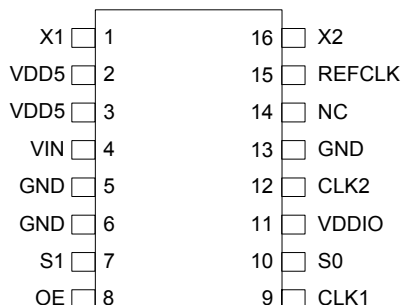 X1 1 16 X2
VDD5 2 15 REFCLK
VDD5 3 14 NC
VIN 4 13 GND
GND 5 12 CLK2
GND 6 11 VDDIO
S1 7 10 S0
OE 8 9 CLK1